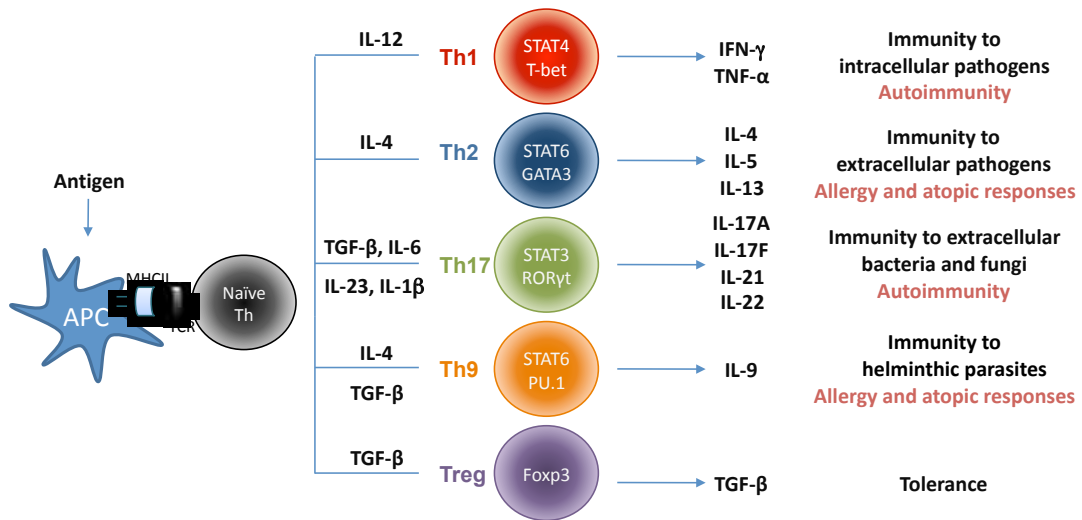 Antigen
APC
MHCII
TCR
Naïve
Th
IL-12
Th1
STAT4
T-bet
IFN-γ
TNF-α
Immunity to
intracellular pathogens
Autoimmunity
IL-4
Th2
STAT6
GATA3
IL-4
IL-5
IL-13
Immunity to
extracellular pathogens
Allergy and atopic responses
TGF-β, IL-6
IL-23, IL-1β
Th17
STAT3
RORγt
IL-17A
IL-17F
IL-21
IL-22
Immunity to extracellular
bacteria and fungi
Autoimmunity
IL-4
TGF-β
Th9
STAT6
PU.1
IL-9
Immunity to
helminthic parasites
Allergy and atopic responses
TGF-β
Treg
Foxp3
TGF-β
Tolerance